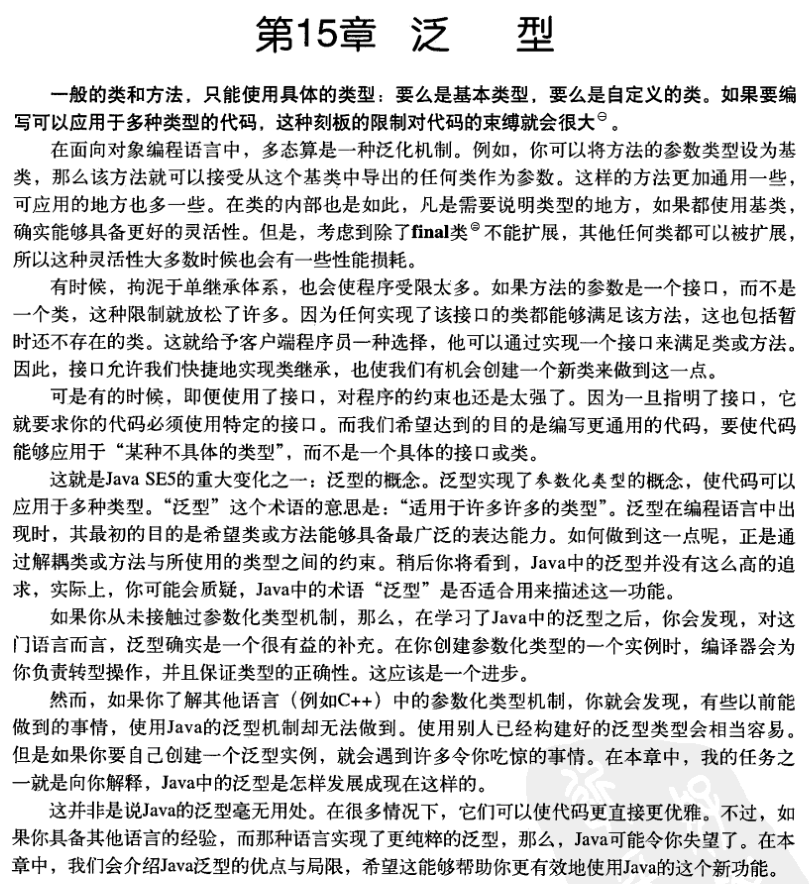 第15章 泛 型
一般的类和方法，只能使用具体的类型：要么是基本类型，要么是自定义的类。如果要编
写可以应用于多种类型的代码，这种刻板的限制对代码的束缚就会很大㊀。
在面向对象编程语言中，多态算是一种泛化机制。例如，你可以将方法的参数类型设为基
类，那么该方法就可以接受从这个基类中导出的任何类作为参数。这样的方法更加通用一些，
可应用的地方也多一些。在类的内部也是如此，凡是需要说明类型的地方，如果都使用基类，
确实能够具备更好的灵活性。但是，考虑到除了final类㊁不能扩展，其他任何类都可以被扩展，
所以这种灵活性大多数时候也会有一些性能损耗。
有时候，拘泥于单继承体系，也会使程序受限太多。如果方法的参数是一个接口，而不是
一个类，这种限制就放松了许多。因为任何实现了该接口的类都能够满足该方法，这也包括暂
时还不存在的类。这就给予客户端程序员一种选择，他可以通过实现一个接口来满足类或方法。
因此，接口允许我们快捷地实现类继承，也使我们有机会创建一个新类来做到这一点。
可是有的时候，即便使用了接口，对程序的约束也还是太强了。因为一旦指明了接口，它
就要求你的代码必须使用特定的接口。而我们希望达到的目的是编写更通用的代码，要使代码
能够应用于“某种不具体的类型”，而不是一个具体的接口或类。
这就是Java SE5的重大变化之一：泛型的概念。泛型实现了参数化类型的概念，使代码可以
应用于多种类型。“泛型”这个术语的意思是：“适用于许多许多的类型”。泛型在编程语言中出
现时，其最初的目的是希望类或方法能够具备最广泛的表达能力。如何做到这一点呢，正是通
过解耦类或方法与所使用的类型之间的约束。稍后你将看到，Java中的泛型并没有这么高的追
求，实际上，你可能会质疑，Java中的术语“泛型”是否适合用来描述这一功能。
如果你从未接触过参数化类型机制，那么，在学习了Java中的泛型之后，你会发现，对这
门语言而言，泛型确实是一个很有益的补充。在你创建参数化类型的一个实例时，编译器会为
你负责转型操作，并且保证类型的正确性。这应该是一个进步。
然而，如果你了解其他语言（例如C++）中的参数化类型机制，你就会发现，有些以前能
做到的事情，使用Java的泛型机制却无法做到。使用别人已经构建好的泛型类型会相当容易。
但是如果你要自己创建一个泛型实例，就会遇到许多令你吃惊的事情。在本章中，我的任务之
一就是向你解释，Java中的泛型是怎样发展成现在这样的。
这并非是说Java的泛型毫无用处。在很多情况下，它们可以使代码更直接更优雅。不过，如
果你具备其他语言的经验，而那种语言实现了更纯粹的泛型，那么，Java可能令你失望了。在本
章中，我们会介绍Java泛型的优点与局限，希望这能够帮助你更有效地使用Java的这个新功能。